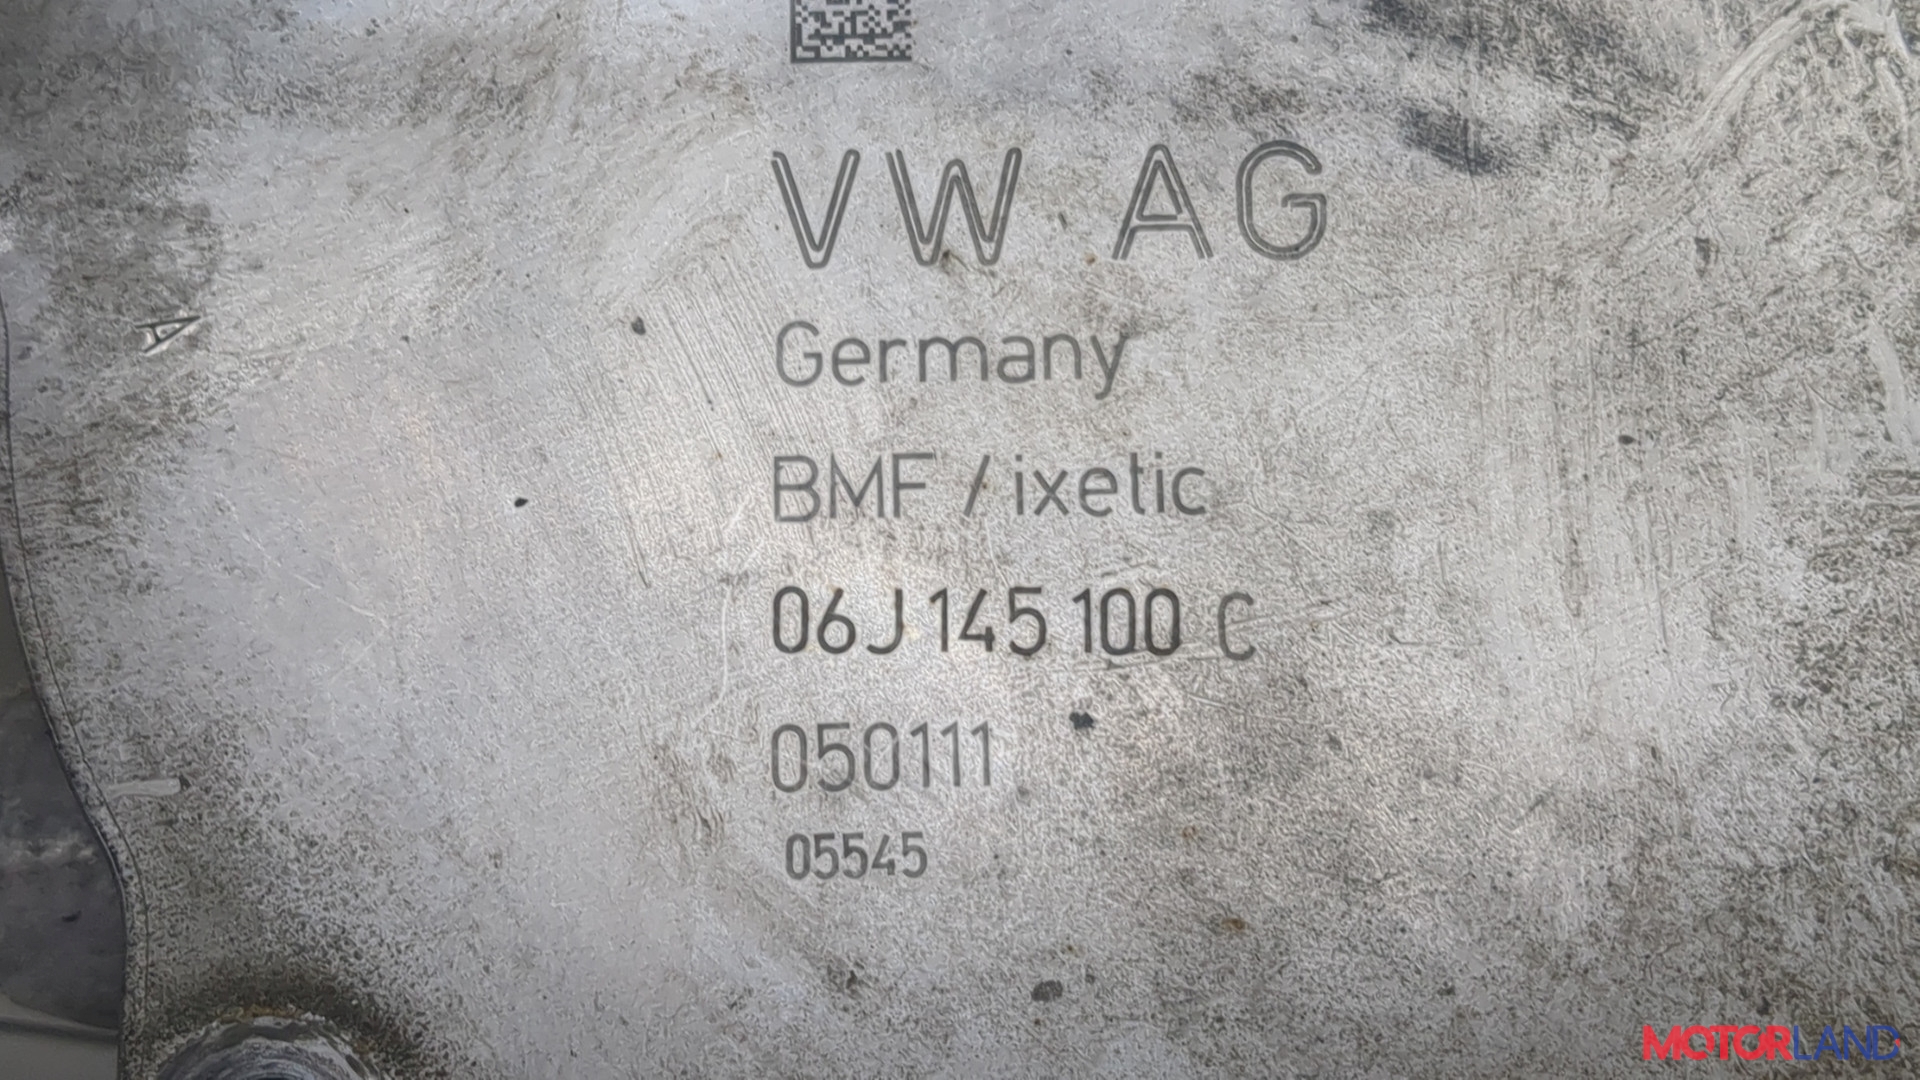 VW AG
A
Germany
BMF / ixetic
06J 145 100 C
050111
05545
MOTORLAND